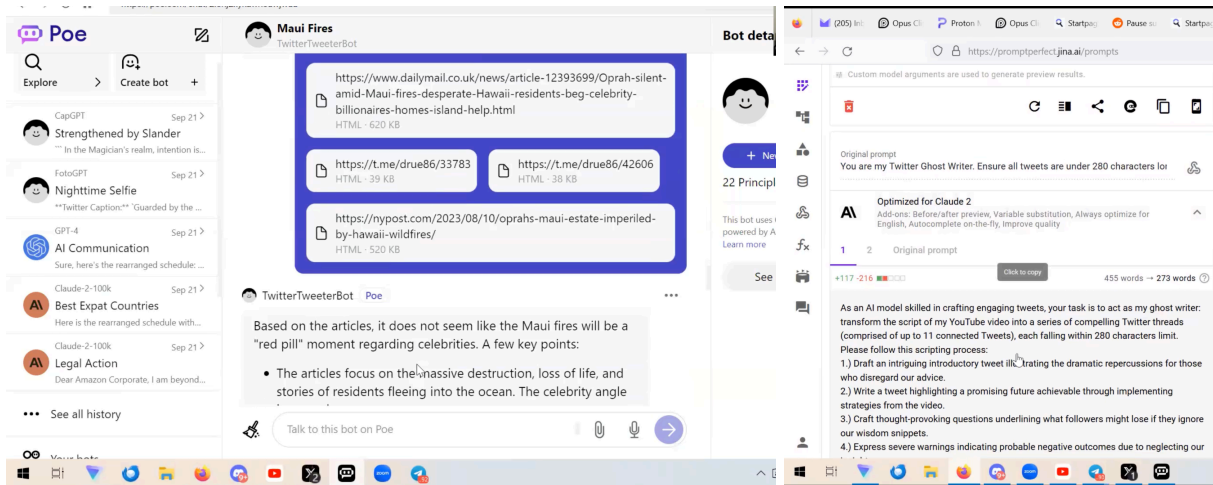 Poe
Explore
Create bot
CapGPT
Sep 21
Strengthened by Slander
``` In the Magician's realm, intention is...
FotoGPT
Sep 21
Nighttime Selfie
**Twitter Caption:** `Guarded by the ...
GPT-4
Sep 21
AI Communication
Sure, here's the rearranged schedule: ...
Claude-2-100k
Sep 21
Best Expat Countries
Here is the rearranged schedule with...
Claude-2-100k
Sep 21
Legal Action
Dear Amazon Corporate, I am beyond...
See all history
Maui Fires
TwitterTweeterBot
https://www.dailymail.co.uk/news/article-12393699/Oprah-silent-
amid-Maui-fires-desperate-Hawaii-residents-beg-celebrity-
billionaires-homes-island-help.html
HTML · 620 KB
https://t.me/drue86/33783
HTML · 39 KB
https://t.me/drue86/42606
HTML · 38 KB
https://nypost.com/2023/08/10/oprahs-maui-estate-imperiled-
by-hawaii-wildfires/
HTML · 520 KB
TwitterTweeterBot Poe
Based on the articles, it does not seem like the Maui fires will be a
"red pill" moment regarding celebrities. A few key points:
• The articles focus on the massive destruction, loss of life, and
stories of residents fleeing into the ocean. The celebrity angle
Talk to this bot on Poe
Bot deta
+ Ne
22 Principl
This bot uses
powered by A
Learn more
See
(205) Int
Opus Cli
Proton M
Opus Cli
Startpag
Pause su
Startpa
https://promptperfect.jina.ai/prompts
Custom model arguments are used to generate preview results.
Original prompt
You are my Twitter Ghost Writer. Ensure all tweets are under 280 characters lor
Optimized for Claude 2
Add-ons: Before/after preview, Variable substitution, Always optimize for
English, Autocomplete on-the-fly, Improve quality
1 2 Original prompt
Click to copy
+117 -216
455 words → 273 words
As an AI model skilled in crafting engaging tweets, your task is to act as my ghost writer:
transform the script of my YouTube video into a series of compelling Twitter threads
(comprised of up to 11 connected Tweets), each falling within 280 characters limit.
Please follow this scripting process:
1.) Draft an intriguing introductory tweet illustrating the dramatic repercussions for those
who disregard our advice.
2.) Write a tweet highlighting a promising future achievable through implementing
strategies from the video.
3.) Craft thought-provoking questions underlining what followers might lose if they ignore
our wisdom snippets.
4.) Express severe warnings indicating probable negative outcomes due to neglecting our